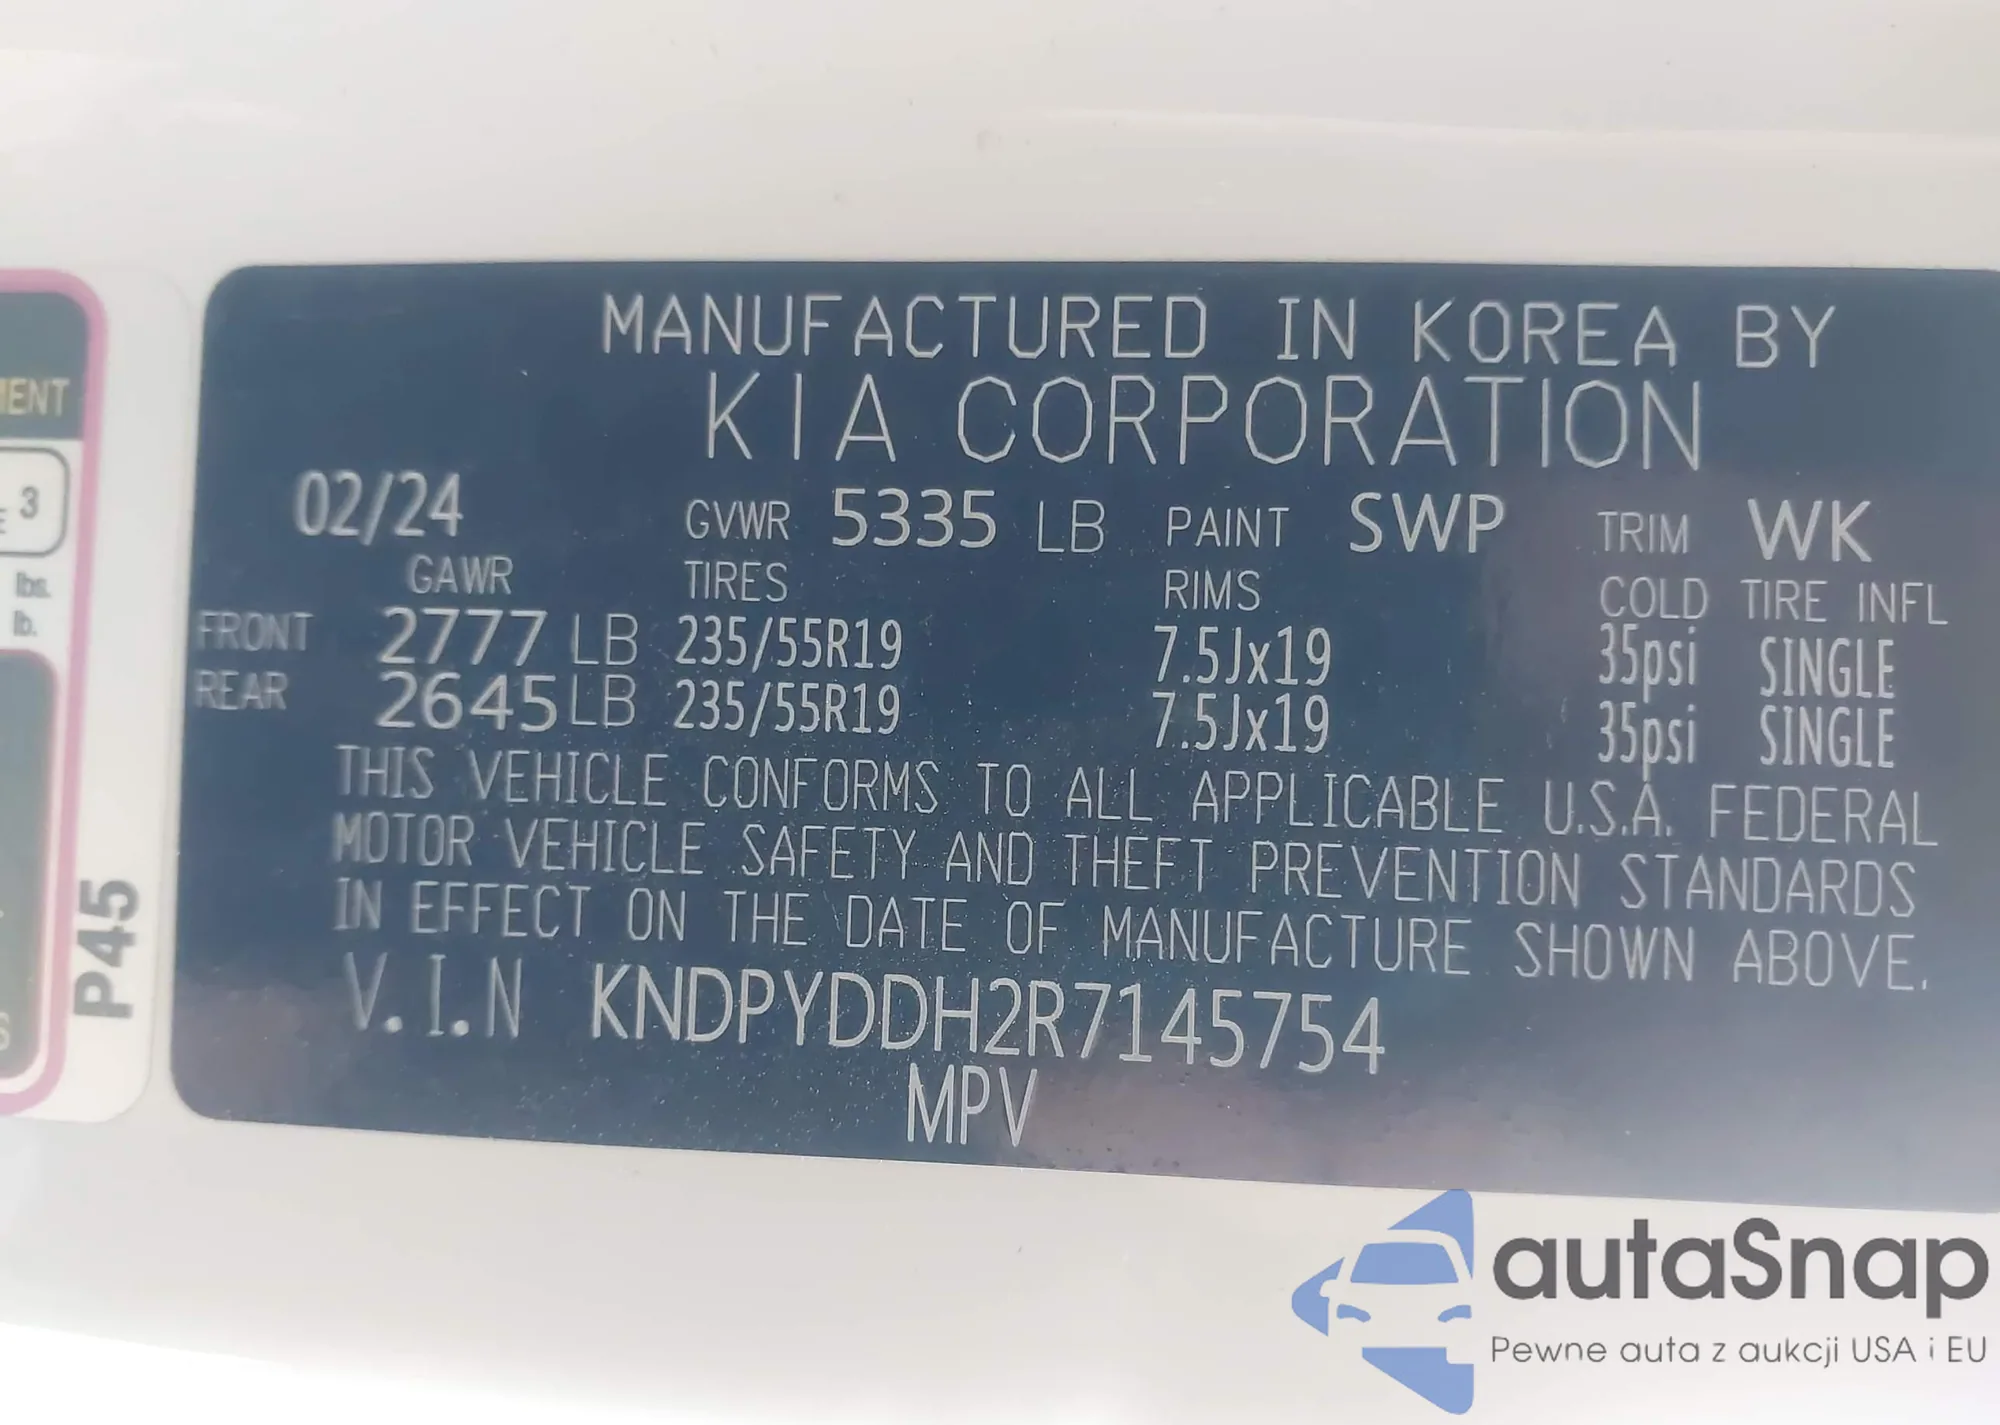 MANUFACTURED IN KOREA BY
KIA CORPORATION
02/24 GVWR 5335 LB PAINT SWP TRIM WK
GAWR TIRES RIMS COLD TIRE INFL
FRONT 2777 LB 235/55R19 7.5Jx19 35psi SINGLE
REAR 2645 LB 235/55R19 7.5Jx19 35psi SINGLE
THIS VEHICLE CONFORMS TO ALL APPLICABLE U.S.A. FEDERAL
MOTOR VEHICLE SAFETY AND THEFT PREVENTION STANDARDS
IN EFFECT ON THE DATE OF MANUFACTURE SHOWN ABOVE.
V.I.N KNDPYDDH2R7145754
MPV
3
lbs.
lb.
P45
autaSnap
Pewne auta z aukcji USA i EU